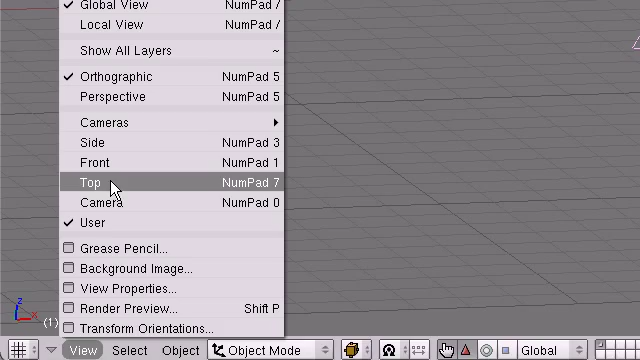 Global View NumPad /
Local View NumPad /
Show All Layers ~
Orthographic NumPad 5
Perspective NumPad 5
Cameras
Side NumPad 3
Front NumPad 1
Top NumPad 7
Camera NumPad 0
User
Grease Pencil...
Background Image...
View Properties...
Render Preview... Shift P
Transform Orientations...
z
x
(1)
View Select Object Object Mode Global